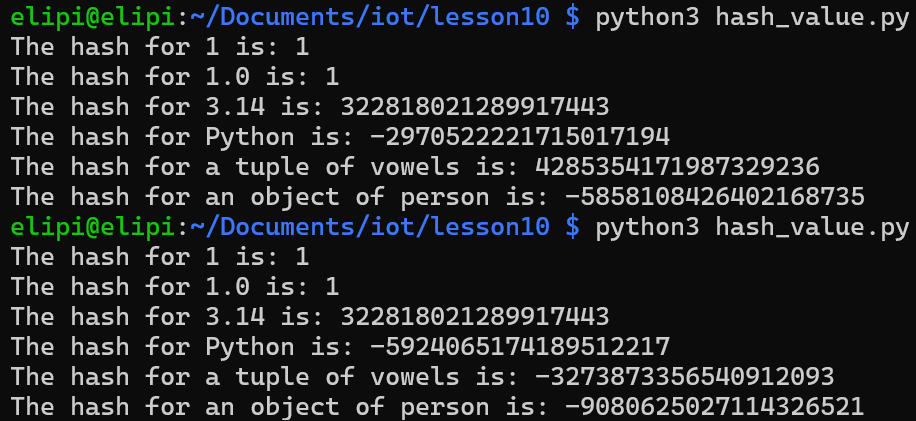 elipi@elipi:~/Documents/iot/lesson10 $ python3 hash_value.py
The hash for 1 is: 1
The hash for 1.0 is: 1
The hash for 3.14 is: 322818021289917443
The hash for Python is: -2970522221715017194
The hash for a tuple of vowels is: 4285354171987329236
The hash for an object of person is: -5858108426402168735
elipi@elipi:~/Documents/iot/lesson10 $ python3 hash_value.py
The hash for 1 is: 1
The hash for 1.0 is: 1
The hash for 3.14 is: 322818021289917443
The hash for Python is: -5924065174189512217
The hash for a tuple of vowels is: -3273873356540912093
The hash for an object of person is: -9080625027114326521